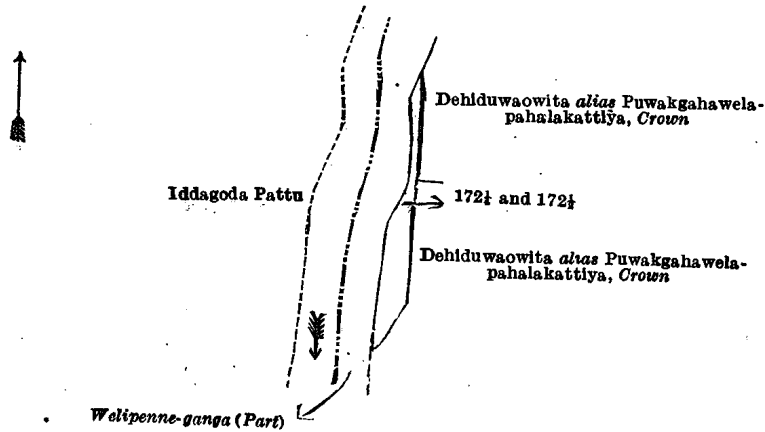 Dehiduwaowita alias Puwakgahawela-
pahalakattiya, Crown
Iddagoda Pattu
172¼ and 172½
Dehiduwaowita alias Puwakgahawela-
pahalakattiya, Crown
Welipenne-ganga (Part)